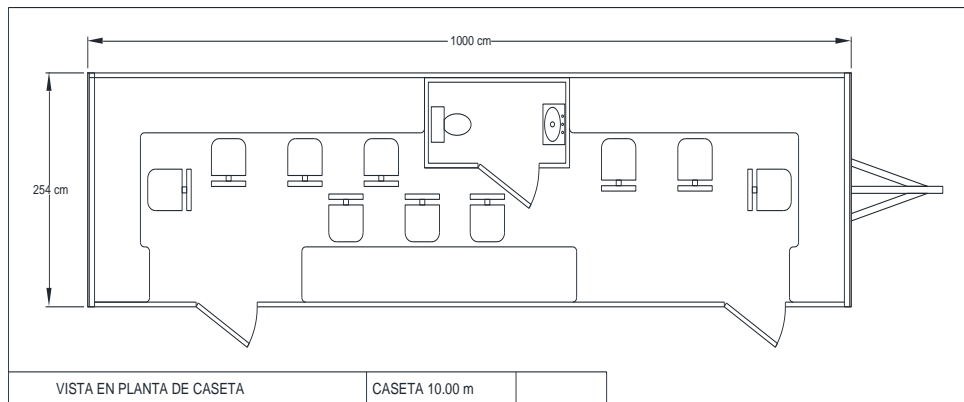 1000 cm
254 cm
VISTA EN PLANTA DE CASETA
CASETA 10.00 m